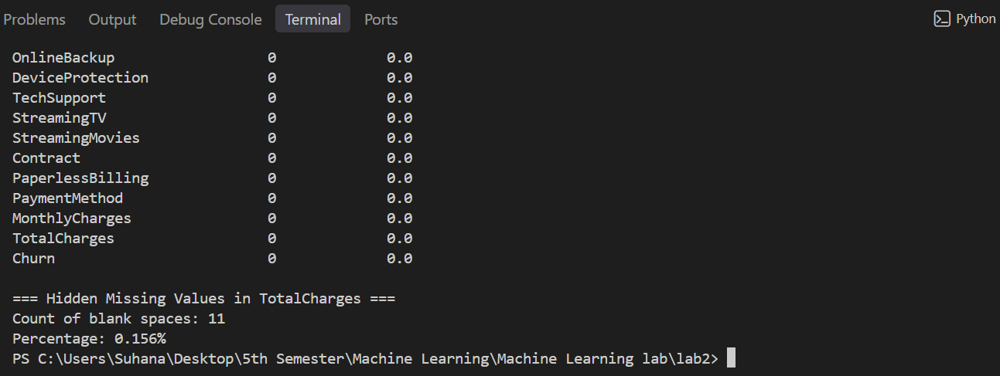 Problems Output Debug Console Terminal Ports Python
OnlineBackup 0 0.0
DeviceProtection 0 0.0
TechSupport 0 0.0
StreamingTV 0 0.0
StreamingMovies 0 0.0
Contract 0 0.0
PaperlessBilling 0 0.0
PaymentMethod 0 0.0
MonthlyCharges 0 0.0
TotalCharges 0 0.0
Churn 0 0.0
=== Hidden Missing Values in TotalCharges ===
Count of blank spaces: 11
Percentage: 0.156%
PS C:\Users\Suhana\Desktop\5th Semester\Machine Learning\Machine Learning lab\lab2>